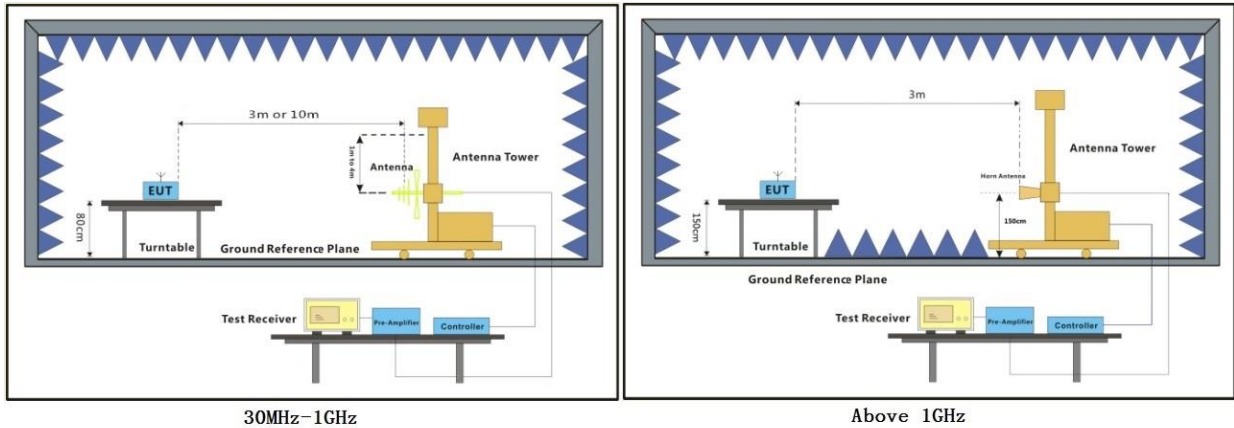 3m or 10m
1m to 4m
Antenna
Antenna Tower
EUT
80cm
Turntable
Ground Reference Plane
Test Receiver
Pre-Amplifier
Controller
30MHz-1GHz
3m
Antenna Tower
Horn Antenna
EUT
150cm
150cm
Turntable
Ground Reference Plane
Test Receiver
Pre-Amplifier
Controller
Above 1GHz